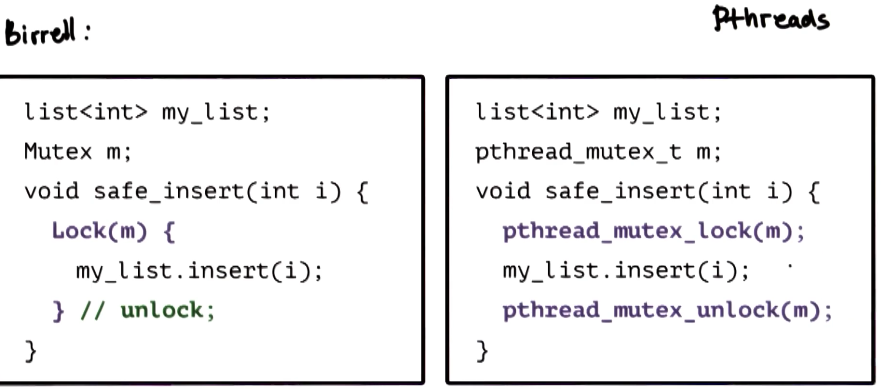 Birrell:
Pthreads
list<int> my_list;
Mutex m;
void safe_insert(int i) {
Lock(m) {
my_list.insert(i);
} // unlock;
}
list<int> my_list;
pthread_mutex_t m;
void safe_insert(int i) {
pthread_mutex_lock(m);
my_list.insert(i);
pthread_mutex_unlock(m);
}